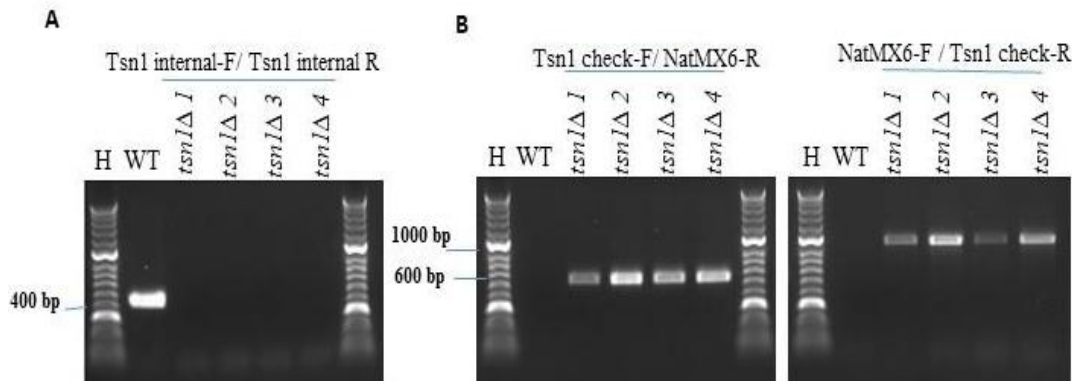 A
Tsn1 internal-F/ Tsn1 internal R
H WT tsn1Δ 1 tsn1Δ 2 tsn1Δ 3 tsn1Δ 4
400 bp
B
Tsn1 check-F/ NatMX6-R
H WT tsn1Δ 1 tsn1Δ 2 tsn1Δ 3 tsn1Δ 4
1000 bp
600 bp
NatMX6-F / Tsn1 check-R
H WT tsn1Δ 1 tsn1Δ 2 tsn1Δ 3 tsn1Δ 4